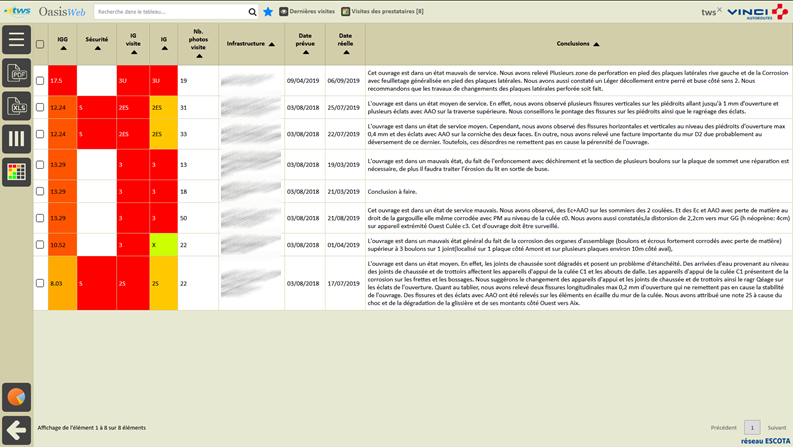 tws OasisWeb Recherche dans le tableau... Dernières visites Visites des prestataires [8] tws VINCI AUTOROUTES
IGG Sécurité IG visite IG Nb. photos visite Infrastructure Date prévue Date réelle Conclusions
PDF
XLS
17.5 3U 3U 19 09/04/2019 06/09/2019
Cet ouvrage est dans un état mauvais de service. Nous avons relevé Plusieurs zone de perforation en pied des plaques latérales rive gauche et de la Corrosion
avec feuilletage généralisée en pied des plaques latérales. Nous aussi constaté un Léger décollement entre perré et buse côté sens 2. Nous
recommandons que les travaux de changements des plaques latérales perforée soit fait.
12.24 S 2ES 2ES 31 03/08/2018 25/07/2019
L'ouvrage est dans un état moyen de service. En effet, nous avons observé plusieurs fissures verticales sur les piédroits allant jusqu'à 1 mm d'ouverture et
plusieurs éclats avec AAO sur la traverse supérieure. Nous conseillons le pontage des fissures sur les piédroits ainsi que le ragréage des éclats.
12.24 S 2ES 2ES 33 03/08/2018 22/07/2019
L'ouvrage est dans un état de service moyen. Cependant, nous avons observé des fissures horizontales et verticales au niveau des piédroits d'ouverture max
0,4 mm et des éclats avec AAO sur la corniche des deux faces. En outre, nous avons relevé une facture importante du mur D2 due probablement au
déversement de ce dernier. Toutefois, ces désordres ne remettent pas en cause la pérennité de l'ouvrage.
13.29 3 3 13 03/08/2018 19/03/2019
L'ouvrage est dans un mauvais état, du fait de l'enfoncement avec déchirement et la section de plusieurs boulons sur la plaque de sommet une réparation est
nécessaire, de plus il faudra traiter l'érosion du lit en sortie de buse.
13.29 3 3 18 03/08/2018 21/03/2019 Conclusion à faire.
13.29 3 3 50 03/08/2018 21/08/2019
Cet ouvrage est dans un état de service mauvais. Nous avons observé, des Ec+AAO sur les sommiers des 2 coulées. Et des Ec et AAO avec perte de matière au
droit de la gargouille elle même corrodée avec PM au niveau de la culée c0. Nous avons aussi constatés,la distorsion de 2,2cm vers mur GG (h néoprène: 4cm)
sur appareil extrémité Ouest Culée c3. Cet d'ouvrage doit être surveillé.
10.52 3 X 22 03/08/2018 01/04/2019
L'ouvrage est dans un mauvais état général du fait de la corrosion des organes d'assemblage (boulons et écrous fortement corrodés avec perte de matière)
supérieure à 3 boulons sur 1 joint(localisé sur 1 plaque côté Amont et sur plusieurs plaques environ 10m côté aval),
8.03 S 2S 2S 22 03/08/2018 17/07/2019
L'ouvrage est dans un état moyen. En effet, les joints de chaussée sont dégradés et posent un problème d'étanchéité. Des arrivées d'eau provenant au niveau
des joints de chaussée et de trottoirs affectent les appareils d'appui de la culée C1 et les abouts de dalle. Les appareils d'appui de la culée C1 présentent de la
corrosion sur les frettes et les bossages. Nous suggérons le changement des appareils d'appui et les joints de chaussée et de trottoirs ainsi le ragr Qéage sur
les éclats de l'ouverture. Quant au tablier, nous avons relevé deux fissures longitudinales max 0,2 mm d'ouverture qui ne remettent pas en cause la stabilité
de l'ouvrage. Des fissures et des éclats avec AAO ont été relevés sur les éléments en écaille du mur de la culée. Nous avons attribué une note 2S à cause du
choc et de la dégradation de la glissière et de ses montants côté Ouest vers Aix.
Affichage de l'élément 1 à 8 sur 8 éléments Précédent 1 Suivant
réseau ESCOTA